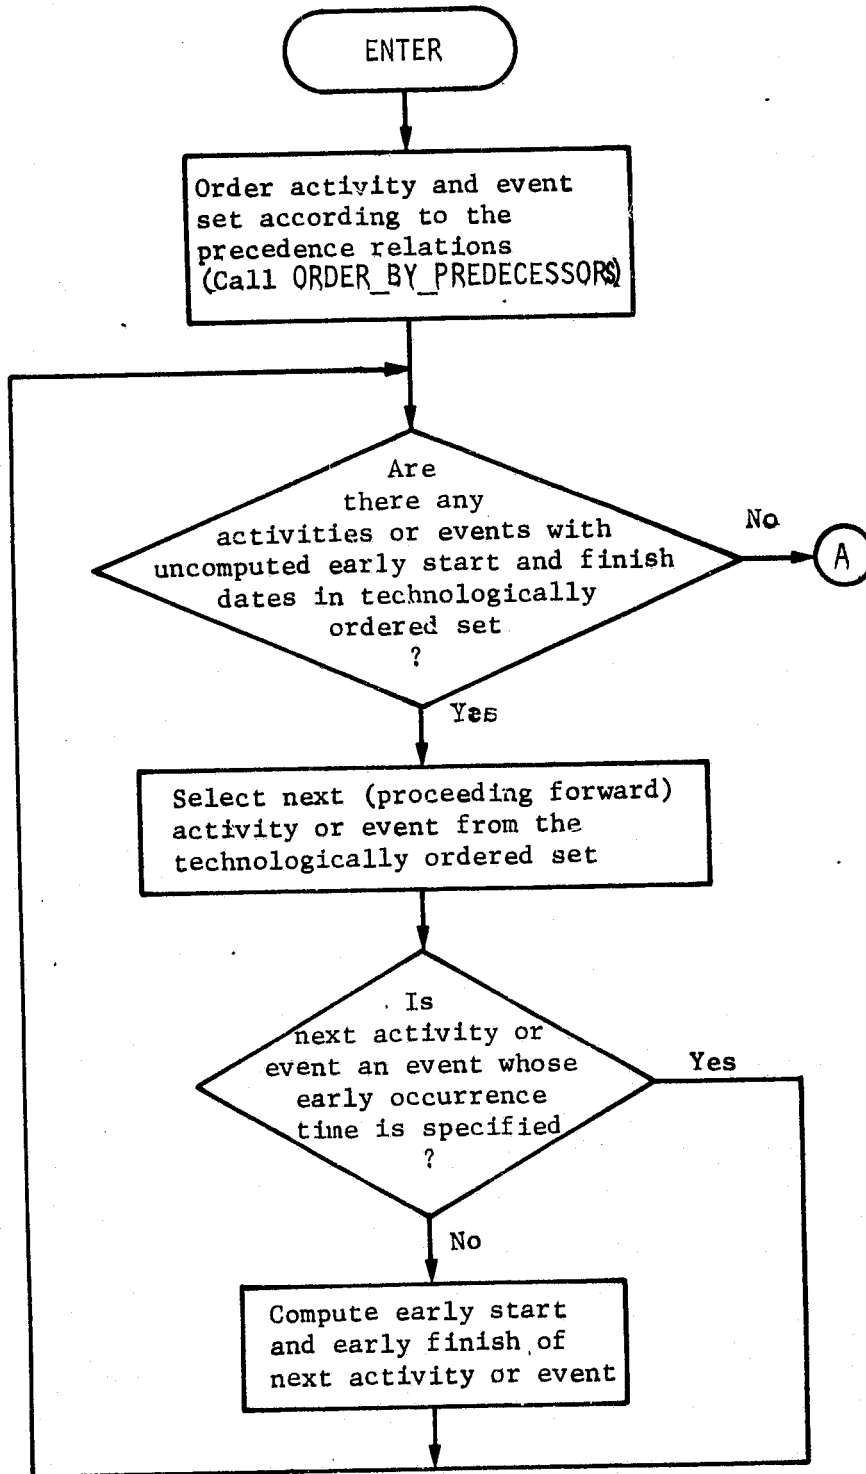 ENTER
Order activity and event
set according to the
precedence relations
(Call ORDER_BY_PREDECESSORS)
Are
there any
activities or events with
uncomputed early start and finish
dates in technologically
ordered set
?
No
A
Yes
Select next (proceeding forward)
activity or event from the
technologically ordered set
Is
next activity or
event an event whose
early occurrence
time is specified
?
Yes
No
Compute early start
and early finish of
next activity or event